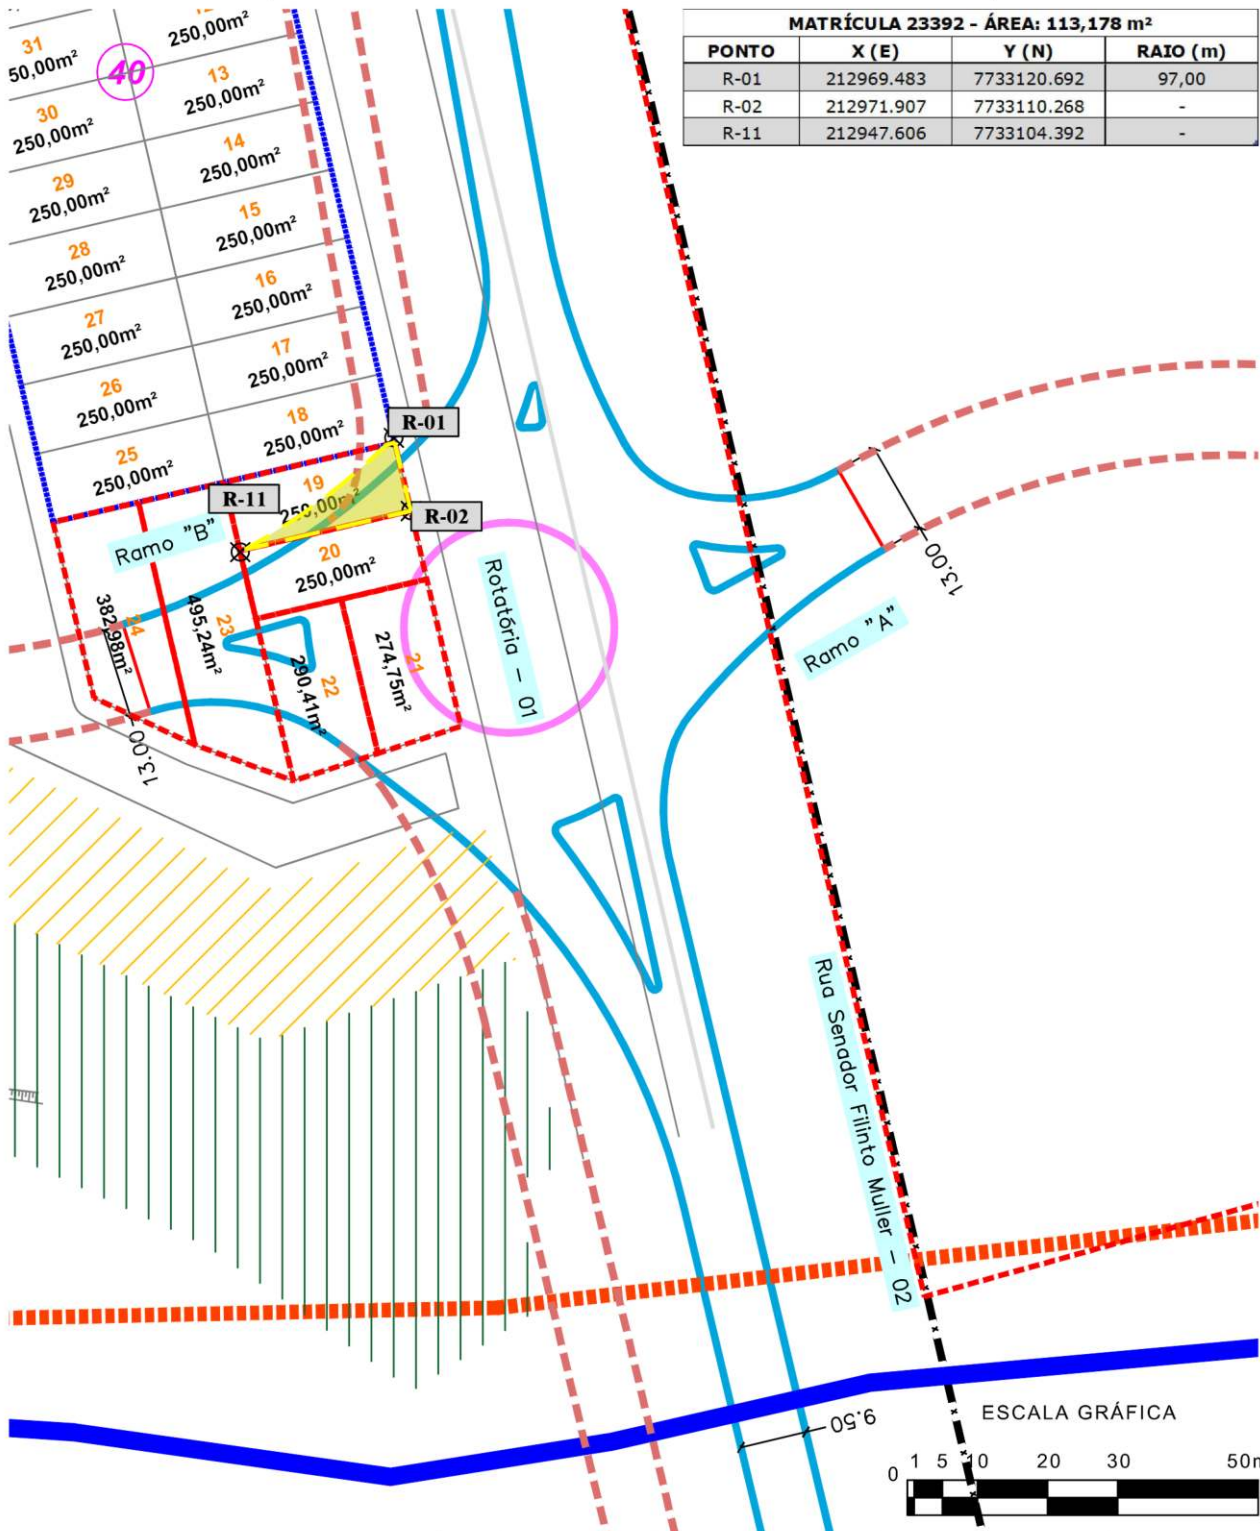 MATRÍCULA 23392 - ÁREA: 113,178 m²
PONTO X (E) Y (N) RAIO (m)
R-01 212969.483 7733120.692 97,00
R-02 212971.907 7733110.268 -
R-11 212947.606 7733104.392 -
250,00m²
31
50,00m²
40
13
250,00m²
30
250,00m²
14
250,00m²
29
250,00m²
15
250,00m²
28
250,00m²
16
250,00m²
27
250,00m²
17
250,00m²
26
250,00m²
18
250,00m²
R-01
25
250,00m²
R-11
19
250,00m²
R-02
Ramo "B"
20
250,00m²
24
382,98m²
23
495,24m²
22
290,41m²
21
274,75m²
Rotatória – 01
13.00
Ramo "A"
13.00
Rua Senador Filinto Muller – 02
9.50
ESCALA GRÁFICA
0 1 5 10 20 30 50m